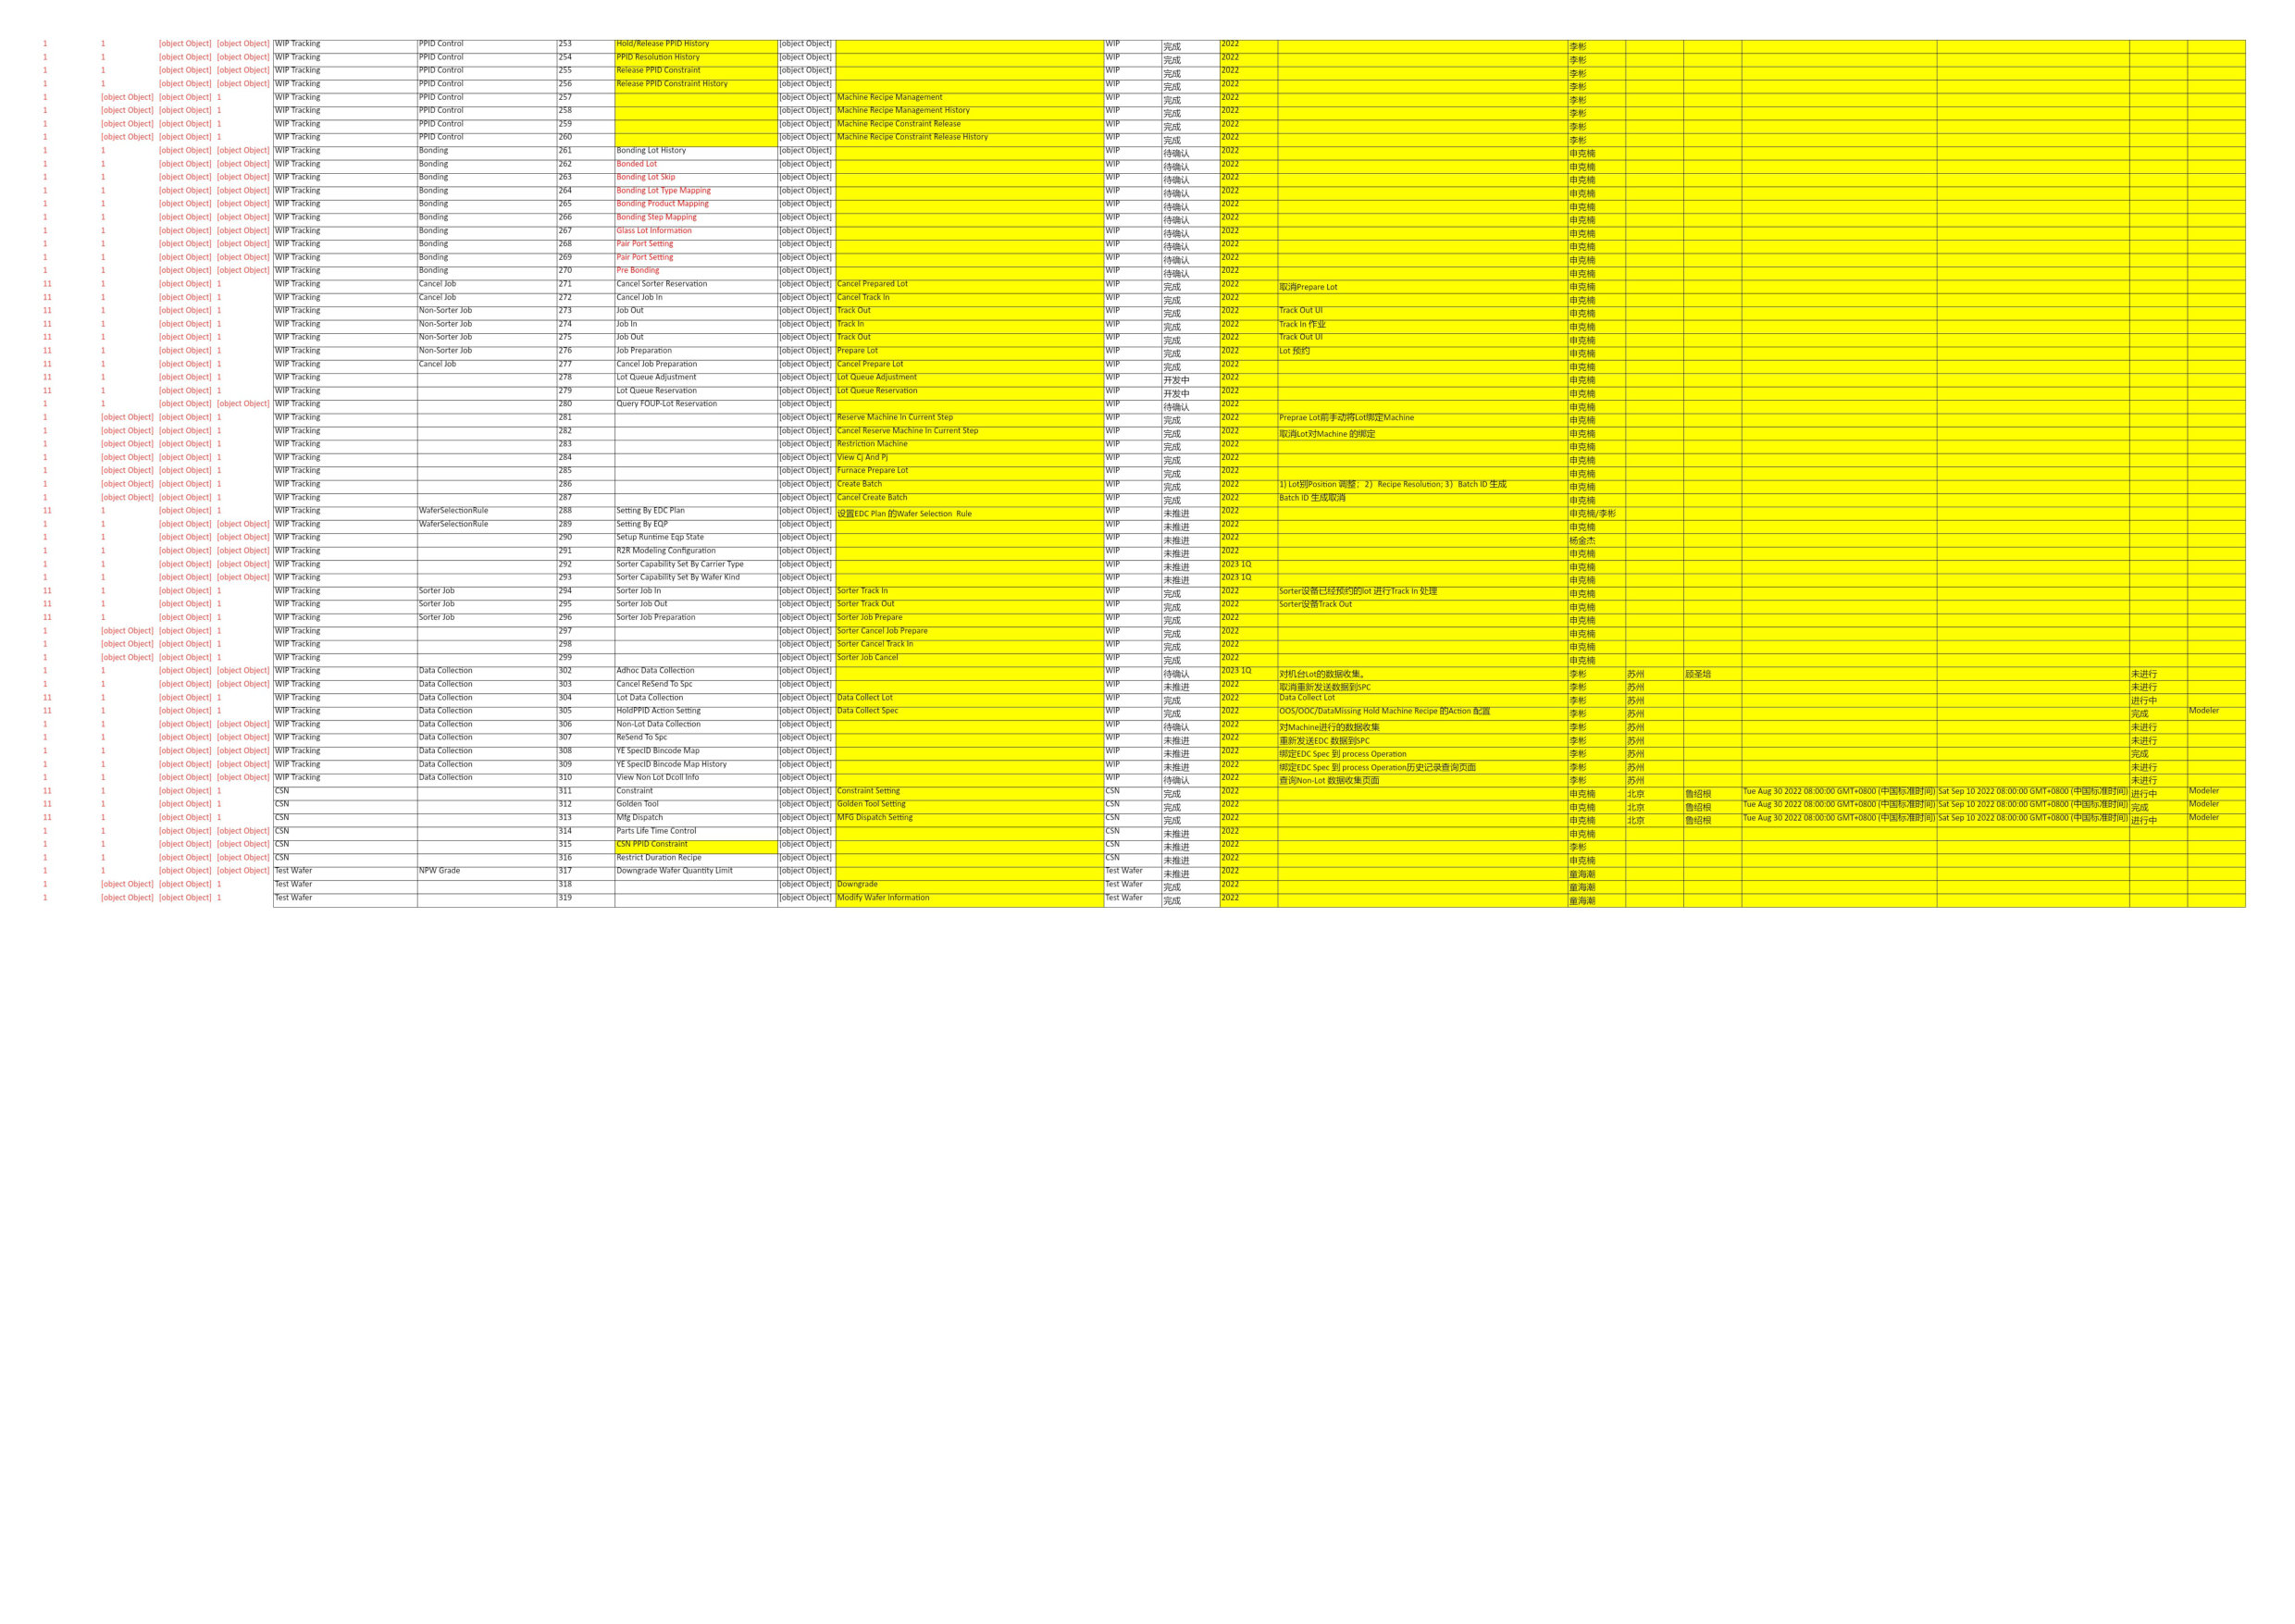 1 1 [object Object] [object Object] WIP Tracking PPID Control 253 Hold/Release PPID History [object Object] WIP 完成 2022 李彬
1 1 [object Object] [object Object] WIP Tracking PPID Control 254 PPID Resolution History [object Object] WIP 完成 2022 李彬
1 1 [object Object] [object Object] WIP Tracking PPID Control 255 Release PPID Constraint [object Object] WIP 完成 2022 李彬
1 1 [object Object] [object Object] WIP Tracking PPID Control 256 Release PPID Constraint History [object Object] WIP 完成 2022 李彬
1 [object Object] [object Object] 1 WIP Tracking PPID Control 257 [object Object] Machine Recipe Management WIP 完成 2022 李彬
1 [object Object] [object Object] 1 WIP Tracking PPID Control 258 [object Object] Machine Recipe Management History WIP 完成 2022 李彬
1 [object Object] [object Object] 1 WIP Tracking PPID Control 259 [object Object] Machine Recipe Constraint Release WIP 完成 2022 李彬
1 [object Object] [object Object] 1 WIP Tracking PPID Control 260 [object Object] Machine Recipe Constraint Release History WIP 完成 2022 李彬
1 1 [object Object] [object Object] WIP Tracking Bonding 261 Bonding Lot History [object Object] WIP 待确认 2022 申克楠
1 1 [object Object] [object Object] WIP Tracking Bonding 262 Bonded Lot [object Object] WIP 待确认 2022 申克楠
1 1 [object Object] [object Object] WIP Tracking Bonding 263 Bonding Lot Skip [object Object] WIP 待确认 2022 申克楠
1 1 [object Object] [object Object] WIP Tracking Bonding 264 Bonding Lot Type Mapping [object Object] WIP 待确认 2022 申克楠
1 1 [object Object] [object Object] WIP Tracking Bonding 265 Bonding Product Mapping [object Object] WIP 待确认 2022 申克楠
1 1 [object Object] [object Object] WIP Tracking Bonding 266 Bonding Step Mapping [object Object] WIP 待确认 2022 申克楠
1 1 [object Object] [object Object] WIP Tracking Bonding 267 Glass Lot Information [object Object] WIP 待确认 2022 申克楠
1 1 [object Object] [object Object] WIP Tracking Bonding 268 Pair Port Setting [object Object] WIP 待确认 2022 申克楠
1 1 [object Object] [object Object] WIP Tracking Bonding 269 Pair Port Setting [object Object] WIP 待确认 2022 申克楠
1 1 [object Object] [object Object] WIP Tracking Bonding 270 Pre Bonding [object Object] WIP 待确认 2022 申克楠
11 1 [object Object] 1 WIP Tracking Cancel Job 271 Cancel Sorter Reservation [object Object] Cancel Prepared Lot WIP 完成 2022 取消Prepare Lot 申克楠
11 1 [object Object] 1 WIP Tracking Cancel Job 272 Cancel Job In [object Object] Cancel Track In WIP 完成 2022 申克楠
11 1 [object Object] 1 WIP Tracking Non-Sorter Job 273 Job Out [object Object] Track Out WIP 完成 2022 Track Out UI 申克楠
11 1 [object Object] 1 WIP Tracking Non-Sorter Job 274 Job In [object Object] Track In WIP 完成 2022 Track In 作业 申克楠
11 1 [object Object] 1 WIP Tracking Non-Sorter Job 275 Job Out [object Object] Track Out WIP 完成 2022 Track Out UI 申克楠
11 1 [object Object] 1 WIP Tracking Non-Sorter Job 276 Job Preparation [object Object] Prepare Lot WIP 完成 2022 Lot 预约 申克楠
11 1 [object Object] 1 WIP Tracking Cancel Job 277 Cancel Job Preparation [object Object] Cancel Prepare Lot WIP 完成 2022 申克楠
11 1 [object Object] 1 WIP Tracking 278 Lot Queue Adjustment [object Object] Lot Queue Adjustment WIP 开发中 2022 申克楠
11 1 [object Object] 1 WIP Tracking 279 Lot Queue Reservation [object Object] Lot Queue Reservation WIP 开发中 2022 申克楠
1 1 [object Object] [object Object] WIP Tracking 280 Query FOUP-Lot Reservation [object Object] WIP 待确认 2022 申克楠
1 [object Object] [object Object] 1 WIP Tracking 281 [object Object] Reserve Machine In Current Step WIP 完成 2022 Preprae Lot前手动将Lot绑定Machine 申克楠
1 [object Object] [object Object] 1 WIP Tracking 282 [object Object] Cancel Reserve Machine In Current Step WIP 完成 2022 取消Lot对Machine 的绑定 申克楠
1 [object Object] [object Object] 1 WIP Tracking 283 [object Object] Restriction Machine WIP 完成 2022 申克楠
1 [object Object] [object Object] 1 WIP Tracking 284 [object Object] View Cj And Pj WIP 完成 2022 申克楠
1 [object Object] [object Object] 1 WIP Tracking 285 [object Object] Furnace Prepare Lot WIP 完成 2022 申克楠
1 [object Object] [object Object] 1 WIP Tracking 286 [object Object] Create Batch WIP 完成 2022 1) Lot别Position 调整；2）Recipe Resolution; 3）Batch ID 生成 申克楠
1 [object Object] [object Object] 1 WIP Tracking 287 [object Object] Cancel Create Batch WIP 完成 2022 Batch ID 生成取消 申克楠
11 1 [object Object] 1 WIP Tracking WaferSelectionRule 288 Setting By EDC Plan [object Object] 设置EDC Plan 的Wafer Selection Rule WIP 未推进 2022 申克楠/李彬
1 1 [object Object] [object Object] WIP Tracking WaferSelectionRule 289 Setting By EQP [object Object] WIP 未推进 2022 申克楠
1 1 [object Object] [object Object] WIP Tracking 290 Setup Runtime Eqp State [object Object] WIP 未推进 2022 杨金杰
1 1 [object Object] [object Object] WIP Tracking 291 R2R Modeling Configuration [object Object] WIP 未推进 2022 申克楠
1 1 [object Object] [object Object] WIP Tracking 292 Sorter Capability Set By Carrier Type [object Object] WIP 未推进 2023 1Q 申克楠
1 1 [object Object] [object Object] WIP Tracking 293 Sorter Capability Set By Wafer Kind [object Object] WIP 未推进 2023 1Q 申克楠
11 1 [object Object] 1 WIP Tracking Sorter Job 294 Sorter Job In [object Object] Sorter Track In WIP 完成 2022 Sorter设备已经预约的lot 进行Track In 处理 申克楠
11 1 [object Object] 1 WIP Tracking Sorter Job 295 Sorter Job Out [object Object] Sorter Track Out WIP 完成 2022 Sorter设备Track Out 申克楠
11 1 [object Object] 1 WIP Tracking Sorter Job 296 Sorter Job Preparation [object Object] Sorter Job Prepare WIP 完成 2022 申克楠
1 [object Object] [object Object] 1 WIP Tracking 297 [object Object] Sorter Cancel Job Prepare WIP 完成 2022 申克楠
1 [object Object] [object Object] 1 WIP Tracking 298 [object Object] Sorter Cancel Track In WIP 完成 2022 申克楠
1 [object Object] [object Object] 1 WIP Tracking 299 [object Object] Sorter Job Cancel WIP 完成 2022 申克楠
1 1 [object Object] [object Object] WIP Tracking Data Collection 302 Adhoc Data Collection [object Object] WIP 待确认 2023 1Q 对机台Lot的数据收集。 李彬 苏州 顾圣培 未进行
1 1 [object Object] [object Object] WIP Tracking Data Collection 303 Cancel ReSend To Spc [object Object] WIP 未推进 2022 取消重新发送数据到SPC 李彬 苏州 未进行
11 1 [object Object] 1 WIP Tracking Data Collection 304 Lot Data Collection [object Object] Data Collect Lot WIP 完成 2022 Data Collect Lot 李彬 苏州 进行中
11 1 [object Object] 1 WIP Tracking Data Collection 305 HoldPPID Action Setting [object Object] Data Collect Spec WIP 完成 2022 OOS/OOC/DataMissing Hold Machine Recipe 的Action 配置 李彬 苏州 完成 Modeler
1 1 [object Object] [object Object] WIP Tracking Data Collection 306 Non-Lot Data Collection [object Object] WIP 待确认 2022 对Machine进行的数据收集 李彬 苏州 未进行
1 1 [object Object] [object Object] WIP Tracking Data Collection 307 ReSend To Spc [object Object] WIP 未推进 2022 重新发送EDC 数据到SPC 李彬 苏州 未进行
1 1 [object Object] [object Object] WIP Tracking Data Collection 308 YE SpecID Bincode Map [object Object] WIP 未推进 2022 绑定EDC Spec 到 process Operation 李彬 苏州 完成
1 1 [object Object] [object Object] WIP Tracking Data Collection 309 YE SpecID Bincode Map History [object Object] WIP 未推进 2022 绑定EDC Spec 到 process Operation历史记录查询页面 李彬 苏州 未进行
1 1 [object Object] [object Object] WIP Tracking Data Collection 310 View Non Lot Dcoll Info [object Object] WIP 待确认 2022 查询Non-Lot 数据收集页面 李彬 苏州 未进行
11 1 [object Object] 1 CSN 311 Constraint [object Object] Constraint Setting CSN 完成 2022 申克楠 北京 鲁绍根 Tue Aug 30 2022 08:00:00 GMT+0800 (中国标准时间) Sat Sep 10 2022 08:00:00 GMT+0800 (中国标准时间) 进行中 Modeler
11 1 [object Object] 1 CSN 312 Golden Tool [object Object] Golden Tool Setting CSN 完成 2022 申克楠 北京 鲁绍根 Tue Aug 30 2022 08:00:00 GMT+0800 (中国标准时间) Sat Sep 10 2022 08:00:00 GMT+0800 (中国标准时间) 完成 Modeler
11 1 [object Object] 1 CSN 313 Mfg Dispatch [object Object] MFG Dispatch Setting CSN 完成 2022 申克楠 北京 鲁绍根 Tue Aug 30 2022 08:00:00 GMT+0800 (中国标准时间) Sat Sep 10 2022 08:00:00 GMT+0800 (中国标准时间) 进行中 Modeler
1 1 [object Object] [object Object] CSN 314 Parts Life Time Control [object Object] CSN 未推进 2022 申克楠
1 1 [object Object] [object Object] CSN 315 CSN PPID Constraint [object Object] CSN 未推进 2022 李彬
1 1 [object Object] [object Object] CSN 316 Restrict Duration Recipe [object Object] CSN 未推进 2022 申克楠
1 1 [object Object] [object Object] Test Wafer NPW Grade 317 Downgrade Wafer Quantity Limit [object Object] Test Wafer 未推进 2022 童海潮
1 [object Object] [object Object] 1 Test Wafer 318 [object Object] Downgrade Test Wafer 完成 2022 童海潮
1 [object Object] [object Object] 1 Test Wafer 319 [object Object] Modify Wafer Information Test Wafer 完成 2022 童海潮